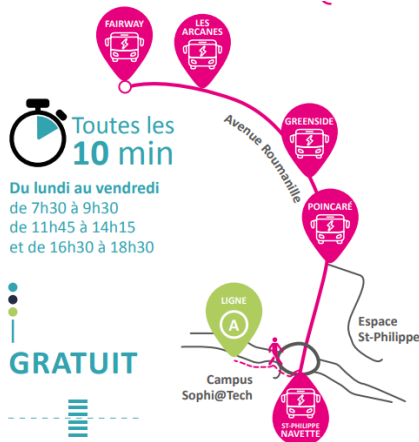 FAIRWAY
LES
ARCANES
Toutes les
10 min
Du lundi au vendredi
de 7h30 à 9h30
de 11h45 à 14h15
et de 16h30 à 18h30
GREENSIDE
Avenue Roumanille
POINCARÉ
LIGNE
A
Espace
St-Philippe
GRATUIT
Campus
Sophi@Tech
ST-PHILIPPE
NAVETTE